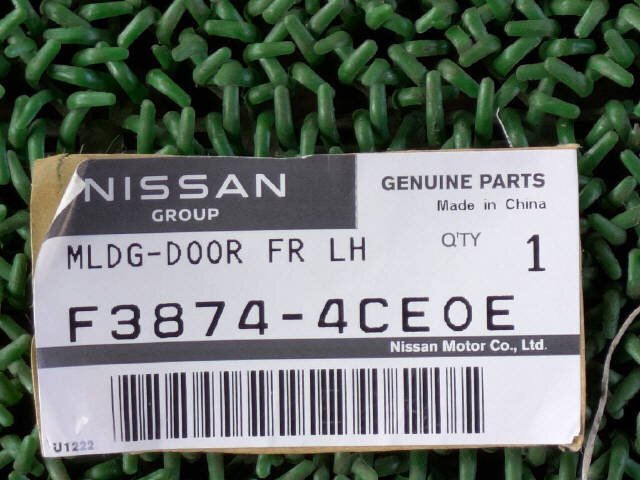 NISSAN
GROUP
GENUINE PARTS
Made in China
MLDG-DOOR FR LH
Q'TY 1
F3874-4CE0E
Nissan Motor Co., Ltd.
U1222